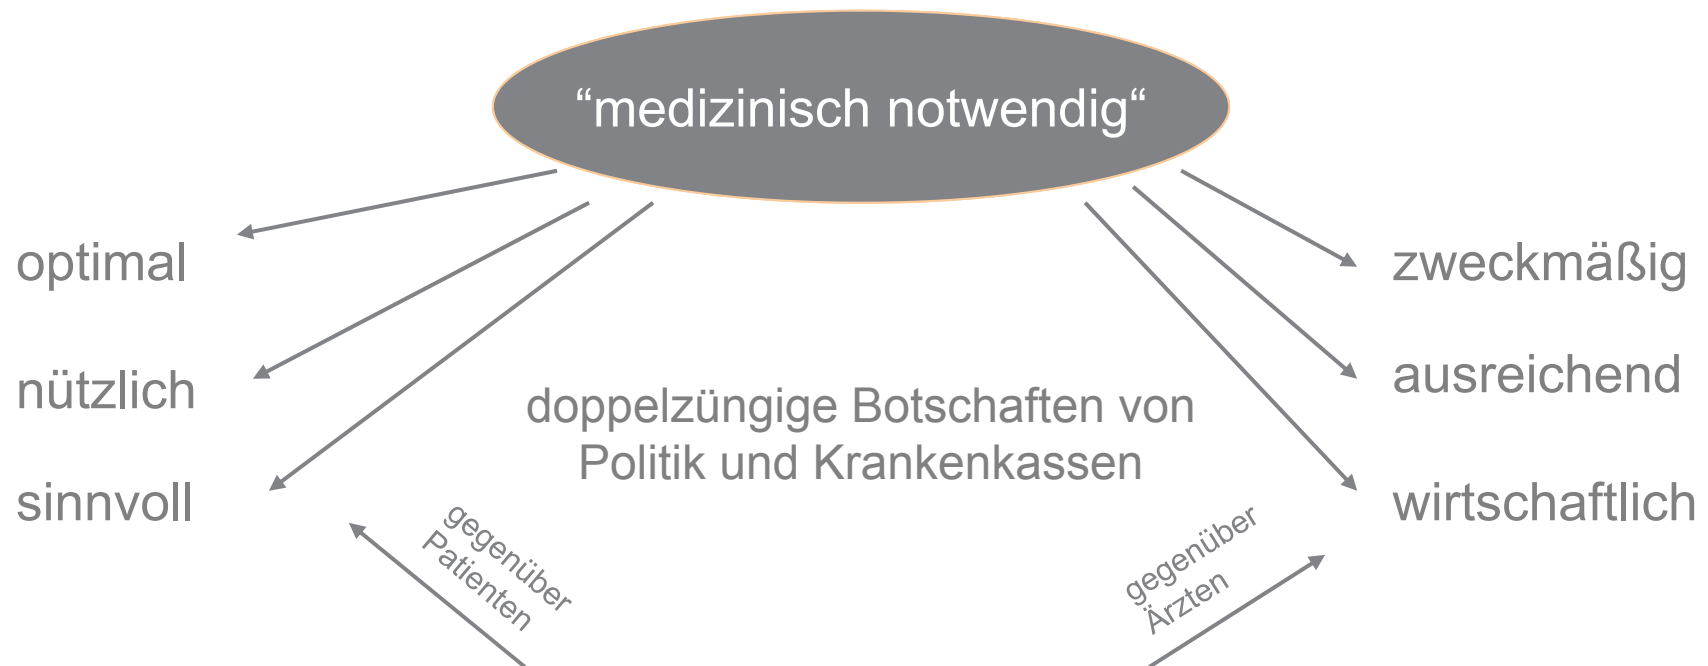 “medizinisch notwendig“
optimal
nützlich
sinnvoll
doppelzüngige Botschaften von
Politik und Krankenkassen
zweckmäßig
ausreichend
wirtschaftlich
gegenüber
Patienten
gegenüber
Ärzten